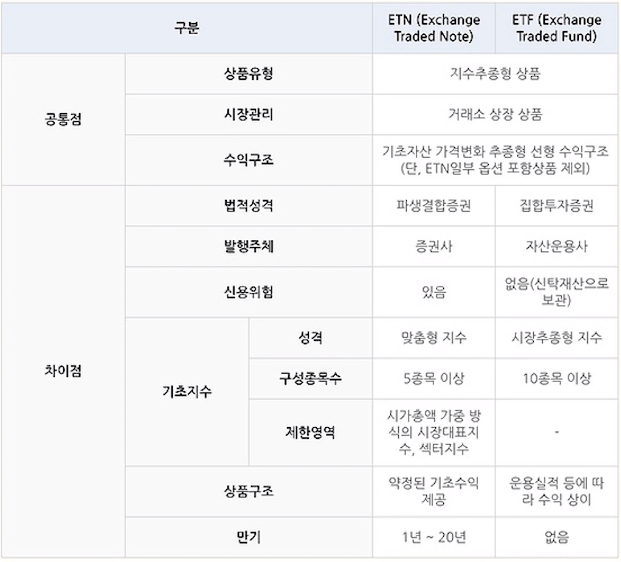 구분
ETN (Exchange
Traded Note)
ETF (Exchange
Traded Fund)
공통점
상품유형
지수추종형 상품
시장관리
거래소 상장 상품
수익구조
기초자산 가격변화 추종형 선형 수익구조
(단, ETN일부 옵션 포함상품 제외)
차이점
법적성격
파생결합증권
집합투자증권
발행주체
증권사
자산운용사
신용위험
있음
없음(신탁재산으로
보관)
기초지수
성격
맞춤형 지수
시장추종형 지수
구성종목수
5종목 이상
10종목 이상
제한영역
시가총액 가중 방
식의 시장대표지
수, 섹터지수
-
상품구조
약정된 기초수익
제공
운용실적 등에 따
라 수익 상이
만기
1년 ~ 20년
없음